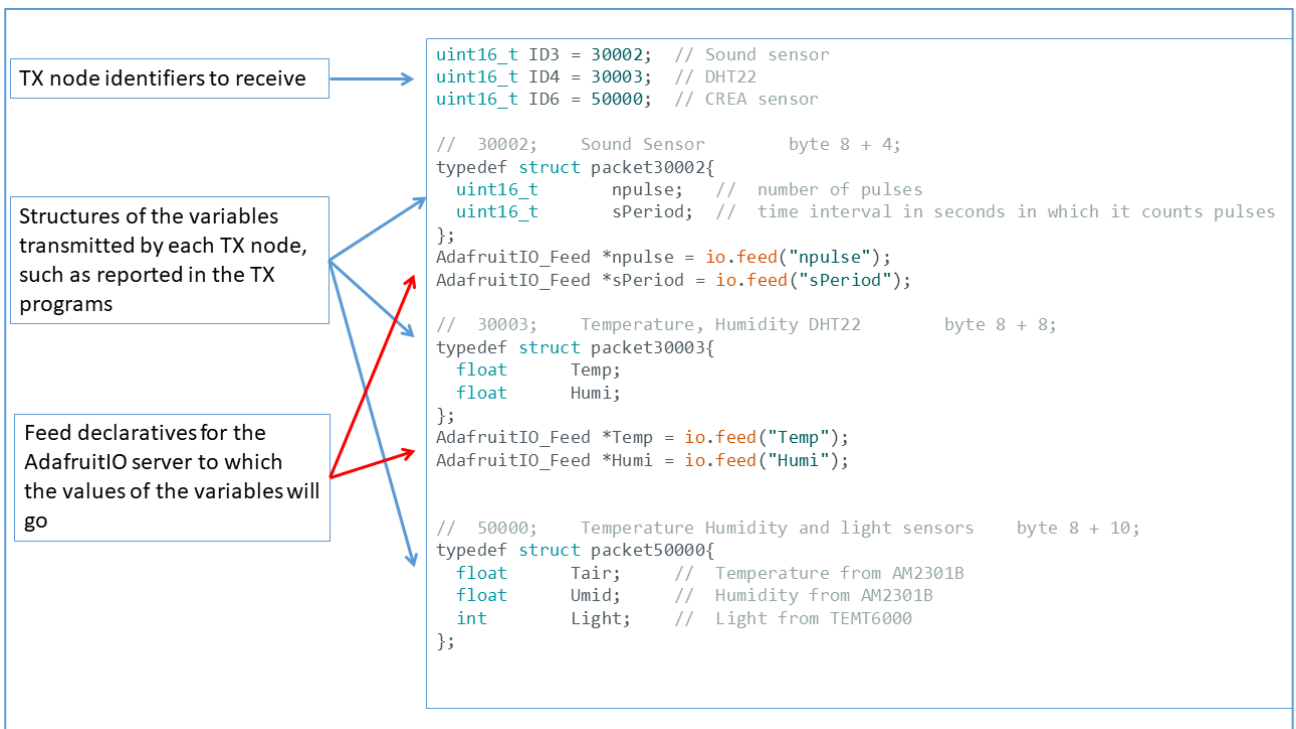 TX node identifiers to receive
Structures of the variables
transmitted by each TX node,
such as reported in the TX
programs
Feed declaratives for the
AdafruitIO server to which
the values of the variables will
go
uint16_t ID3 = 30002;  // Sound sensor
uint16_t ID4 = 30003;  // DHT22
uint16_t ID6 = 50000;  // CREA sensor
//  30002;    Sound Sensor        byte 8 + 4;
typedef struct packet30002{
  uint16_t       npulse;   //  number of pulses
  uint16_t       sPeriod;  //  time interval in seconds in which it counts pulses
};
AdafruitIO_Feed *npulse = io.feed("npulse");
AdafruitIO_Feed *sPeriod = io.feed("sPeriod");
//  30003;    Temperature, Humidity DHT22        byte 8 + 8;
typedef struct packet30003{
  float      Temp;
  float      Humi;
};
AdafruitIO_Feed *Temp = io.feed("Temp");
AdafruitIO_Feed *Humi = io.feed("Humi");
//  50000;    Temperature Humidity and light sensors    byte 8 + 10;
typedef struct packet50000{
  float      Tair;    //  Temperature from AM2301B
  float      Umid;    //  Humidity from AM2301B
  int        Light;   //  Light from TEMT6000
};